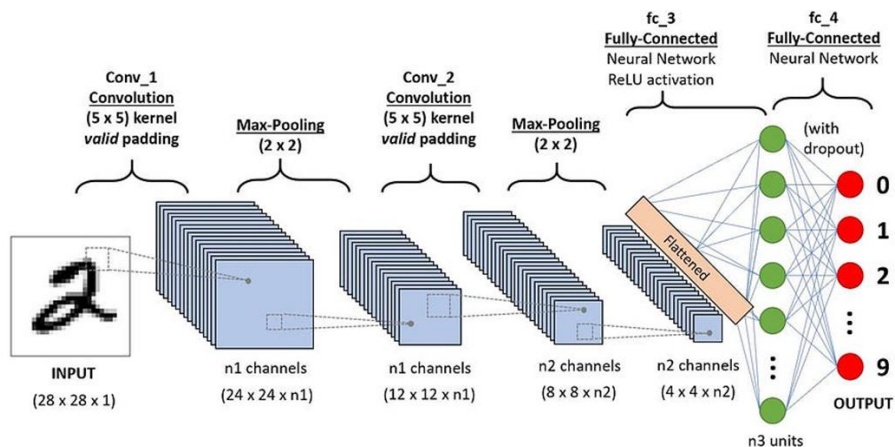 fc_3
Fully-Connected
Neural Network
ReLU activation
fc_4
Fully-Connected
Neural Network
Conv_1
Convolution
(5 x 5) kernel
valid padding
Max-Pooling
(2 x 2)
Conv_2
Convolution
(5 x 5) kernel
valid padding
Max-Pooling
(2 x 2)
(with
dropout)
Flattened
0
1
2
9
OUTPUT
INPUT
(28 x 28 x 1)
n1 channels
(24 x 24 x n1)
n1 channels
(12 x 12 x n1)
n2 channels
(8 x 8 x n2)
n2 channels
(4 x 4 x n2)
n3 units
2